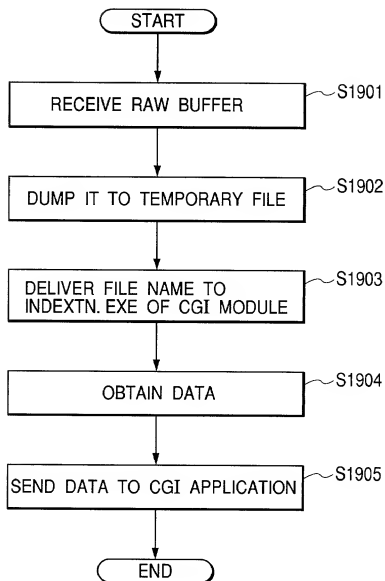 START
RECEIVE RAW BUFFER
S1901
DUMP IT TO TEMPORARY FILE
S1902
DELIVER FILE NAME TO
INDEXTN.EXE OF CGI MODULE
S1903
OBTAIN DATA
S1904
SEND DATA TO CGI APPLICATION
S1905
END